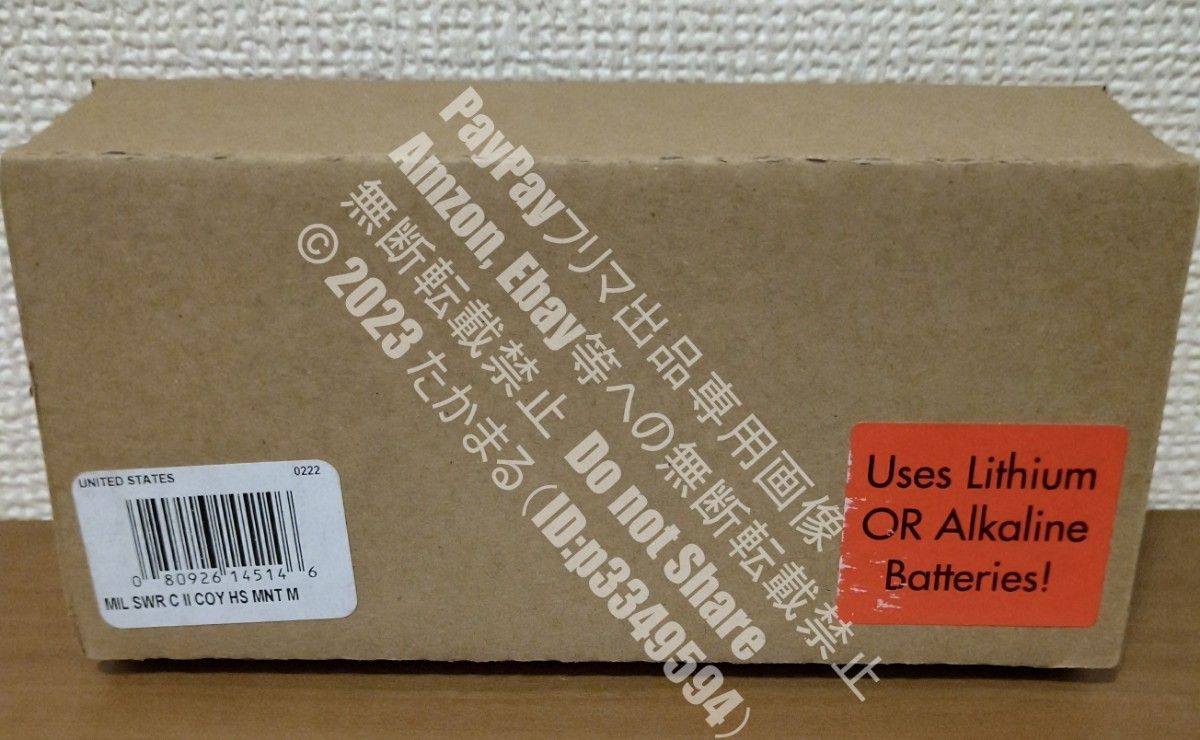 PayPayフリマ出品専用画像
Amzon, Ebay等への無断転載禁止
無断転載禁止 Do not Share
© 2023 たかまる (ID:p3349594)
UNITED STATES 0222
0 80926 14514 6
MIL SWR C II COY HS MNT M
Uses Lithium
OR Alkaline
Batteries!